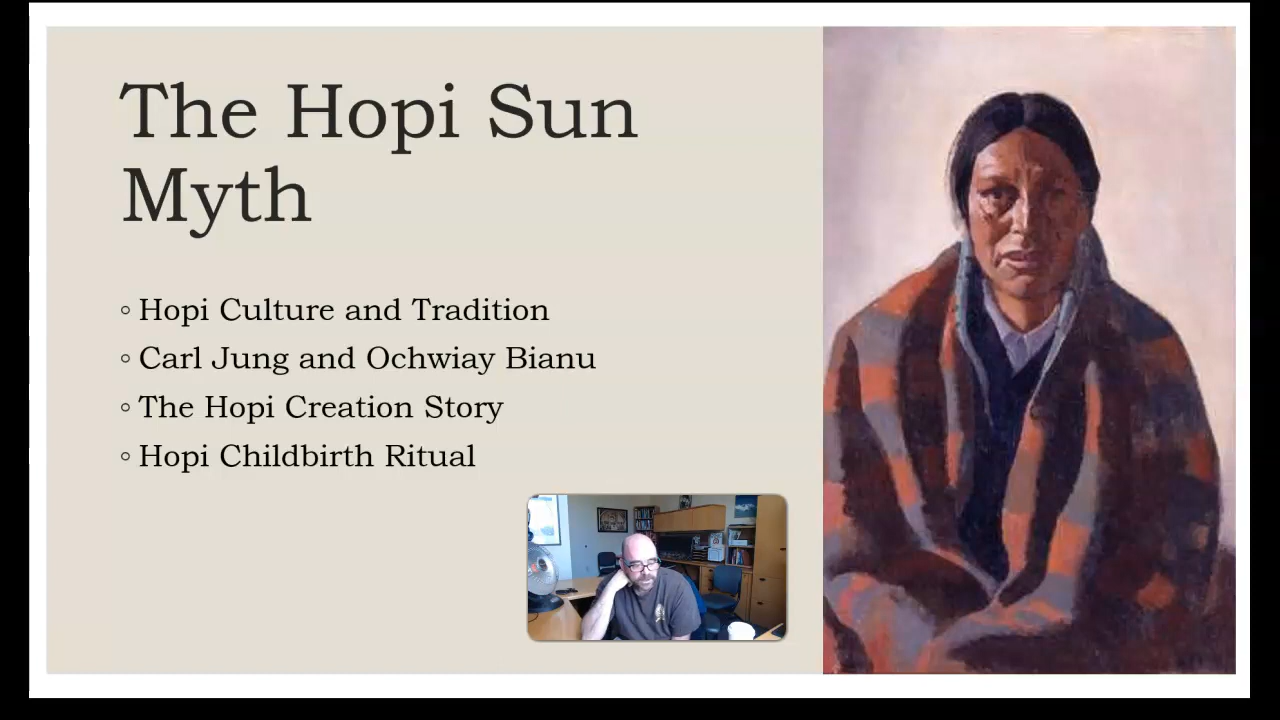 The Hopi Sun
Myth
◦ Hopi Culture and Tradition
◦ Carl Jung and Ochwiay Bianu
◦ The Hopi Creation Story
◦ Hopi Childbirth Ritual